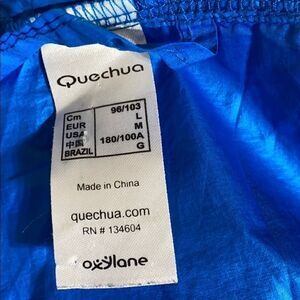 Quechua
Cm 96/103
EUR L
USA M
中国 180/100A
BRAZIL G
Made in China
quechua.com
RN # 134604
oxylane